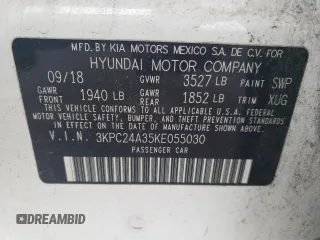 MFD. BY KIA MOTORS MEXICO S.A. DE C.V. FOR
HYUNDAI MOTOR COMPANY
09/18 GVWR 3527 LB PAINT SWP
GAWR FRONT 1940 LB GAWR REAR 1852 LB TRIM XUG
THIS VEHICLE CONFORMS TO ALL APPLICABLE U.S. FEDERAL MOTOR VEHICLE
SAFETY, BUMPER, AND THEFT PREVENTION STANDARDS IN
EFFECT ON THE DATE OF MANUFACTURE SHOWN ABOVE.
V.I.N. 3KPC24A35KE055030
PASSENGER CAR
DREAMBID